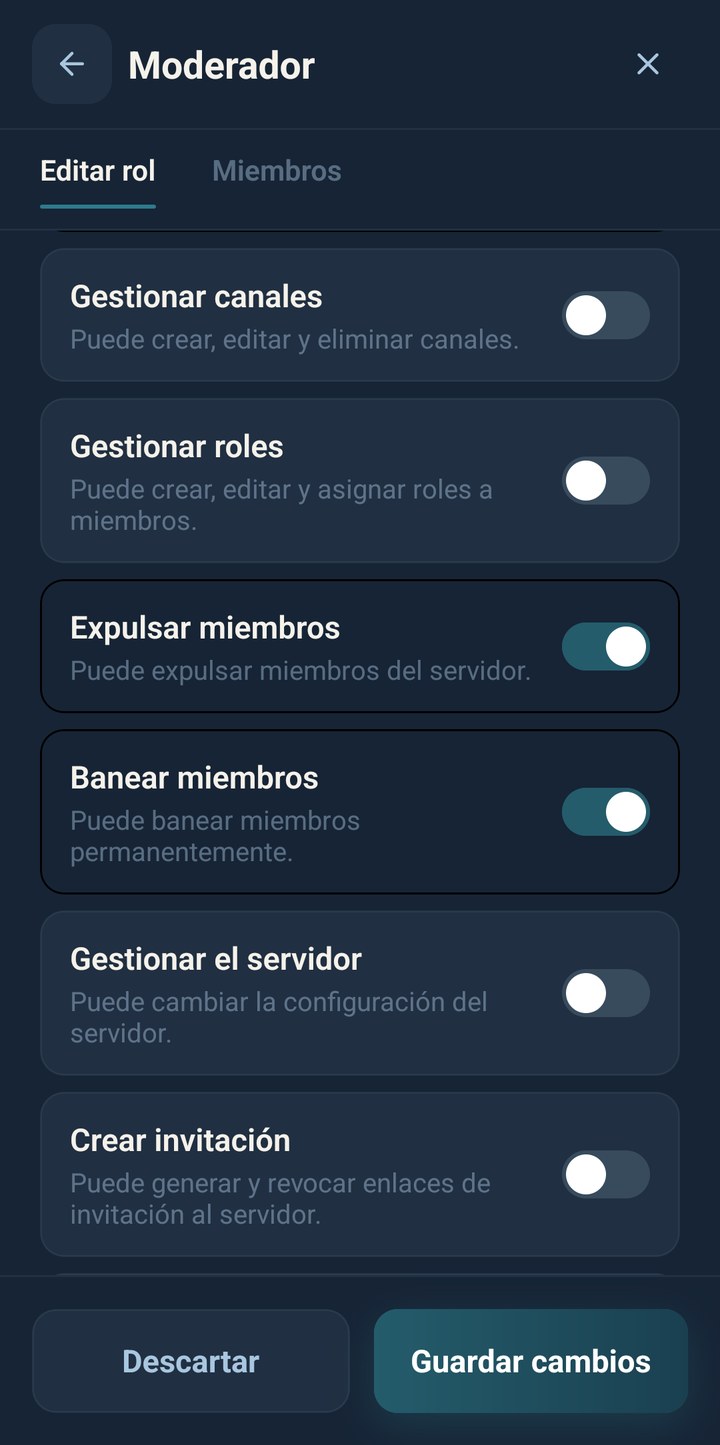 Moderador
Editar rol
Miembros
Gestionar canales
Puede crear, editar y eliminar canales.
Gestionar roles
Puede crear, editar y asignar roles a
miembros.
Expulsar miembros
Puede expulsar miembros del servidor.
Banear miembros
Puede banear miembros
permanentemente.
Gestionar el servidor
Puede cambiar la configuración del
servidor.
Crear invitación
Puede generar y revocar enlaces de
invitación al servidor.
Descartar
Guardar cambios